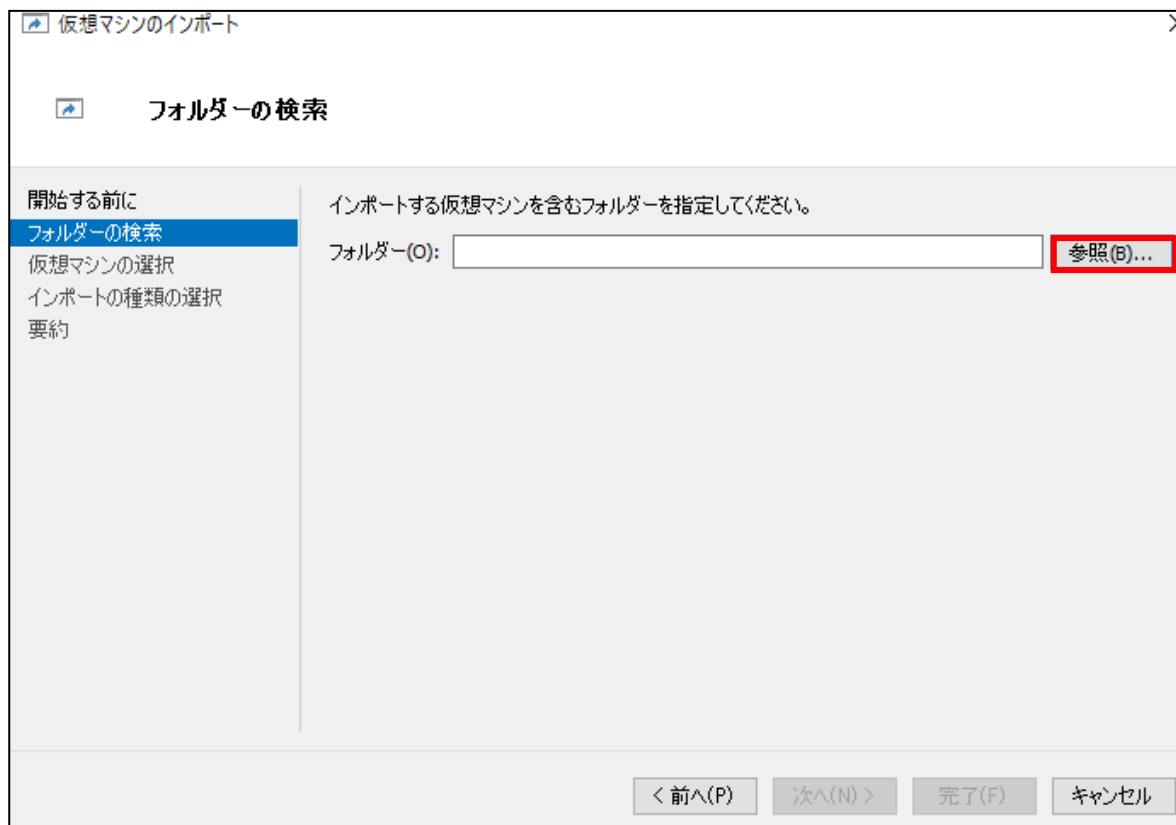 仮想マシンのインポート
フォルダーの検索
開始する前に
フォルダーの検索
仮想マシンの選択
インポートの種類の選択
要約
インポートする仮想マシンを含むフォルダーを指定してください。
フォルダー(O):
参照(B)...
< 前へ(P)
次へ(N) >
完了(F)
キャンセル